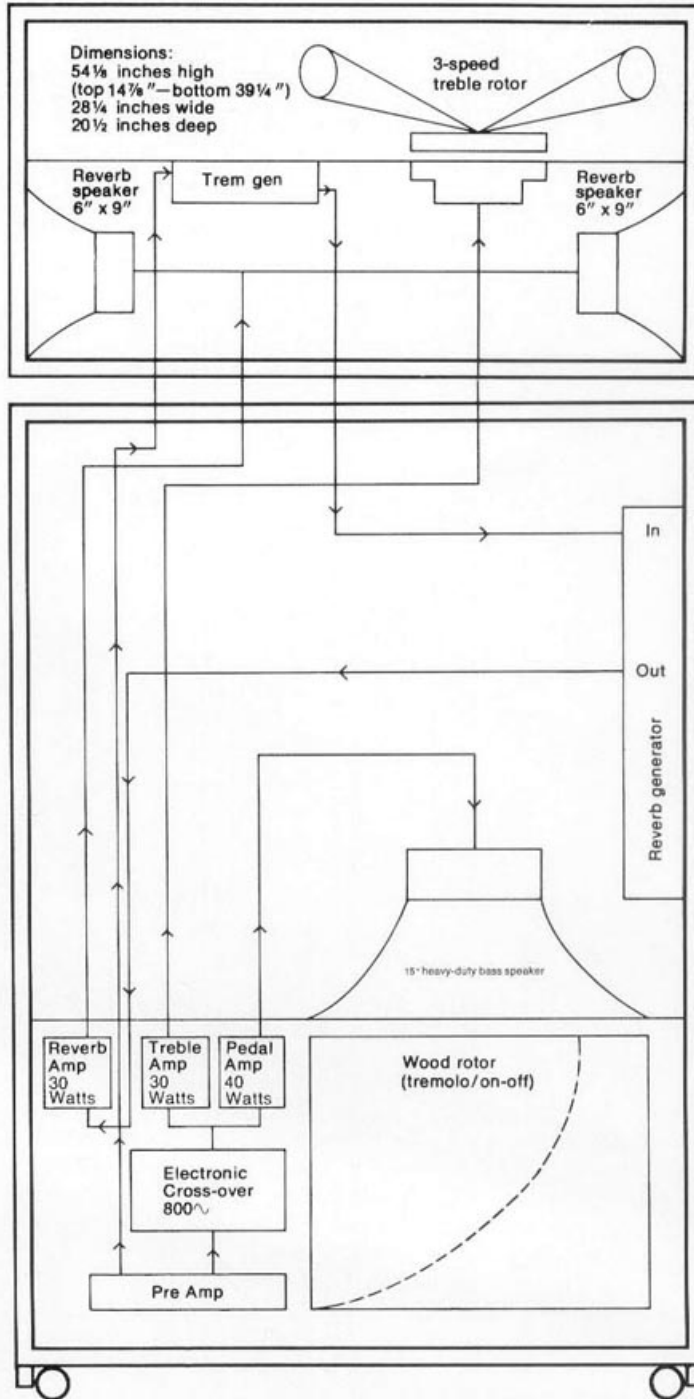 Dimensions:
54⅛ inches high
(top 14⅞"—bottom 39¼")
28¼ inches wide
20½ inches deep
3-speed
treble rotor
Reverb
speaker
6" x 9"
Trem gen
Reverb
speaker
6" x 9"
In
Out
Reverb generator
15" heavy-duty bass speaker
Reverb
Amp
30
Watts
Treble
Amp
30
Watts
Pedal
Amp
40
Watts
Wood rotor
(tremolo/on-off)
Electronic
Cross-over
800∿
Pre Amp